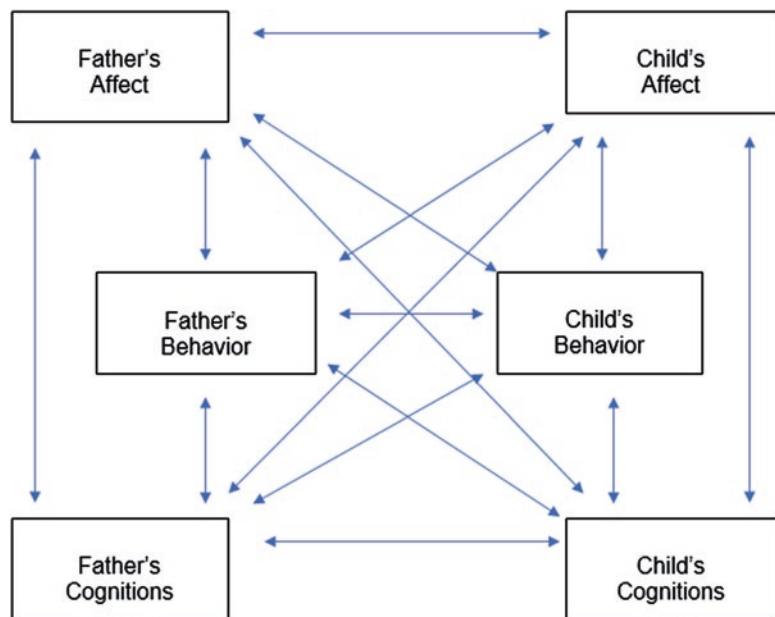 Father's
Affect
Child's
Affect
Father's
Behavior
Child's
Behavior
Father's
Cognitions
Child's
Cognitions